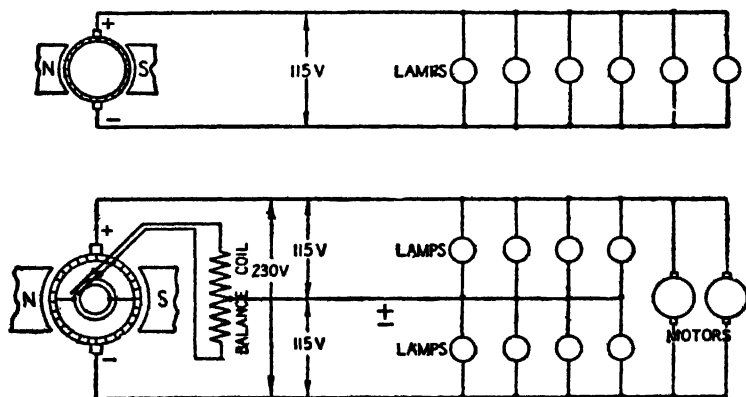 +
N S
115V
LAMPS
−
+
N S
−
BALANCE COIL
230V
115V
115V
±
LAMPS
LAMPS
MOTORS